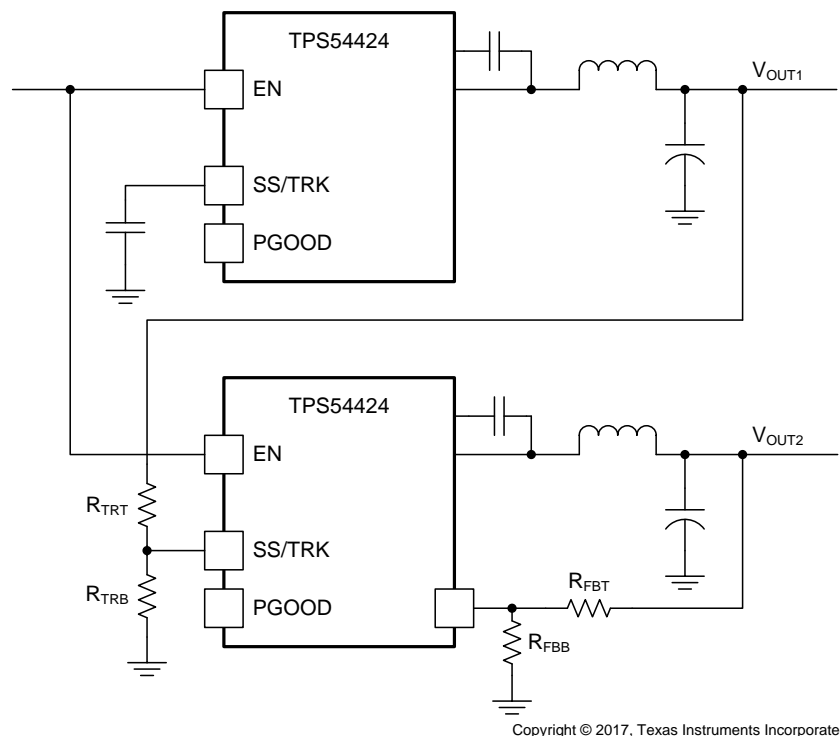 TPS54424
EN
SS/TRK
PGOOD
VOUT1
TPS54424
EN
SS/TRK
PGOOD
VOUT2
RTRT
RTRB
RFBT
RFBB
Copyright © 2017, Texas Instruments Incorporate